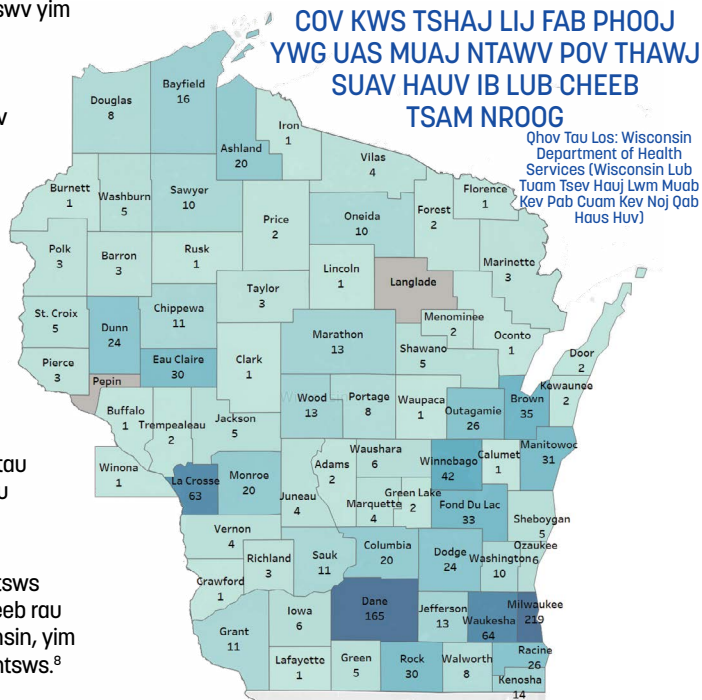 swv yim
v
tau
u
tsws
eeb rau
nsin, yim
ntsws.⁸
COV KWS TSHAJ LIJ FAB PHOOJ
YWG UAS MUAJ NTAWV POV THAWJ
SUAV HAUV IB LUB CHEEB
TSAM NROOG
Qhov Tau Los: Wisconsin
Department of Health
Services (Wisconsin Lub
Tuam Tsev Hauj Lwm Muab
Kev Pab Cuam Kev Noj Qab
Haus Huv)
Douglas
8
Bayfield
16
Ashland
20
Iron
1
Vilas
4
Florence
1
Burnett
1
Washburn
5
Sawyer
10
Price
2
Oneida
10
Forest
2
Marinette
3
Polk
3
Barron
3
Rusk
1
Lincoln
1
Langlade
Taylor
3
St. Croix
5
Dunn
24
Chippewa
11
Menominee
2
Oconto
1
Marathon
13
Shawano
5
Door
2
Pierce
3
Pepin
Eau Claire
30
Clark
1
Kewaunee
2
Buffalo
1
Trempealeau
2
Jackson
5
Wood
13
Portage
8
Waupaca
1
Outagamie
26
Brown
35
Manitowoc
31
Winona
1
La Crosse
63
Monroe
20
Juneau
4
Adams
2
Waushara
6
Marquette
4
Green Lake
2
Winnebago
42
Calumet
1
Fond Du Lac
33
Sheboygan
5
Vernon
4
Richland
3
Sauk
11
Columbia
20
Dodge
24
Washington
10
Ozaukee
6
Crawford
1
Grant
11
Iowa
6
Dane
165
Jefferson
13
Waukesha
64
Milwaukee
219
Lafayette
1
Green
5
Rock
30
Walworth
8
Racine
26
Kenosha
14